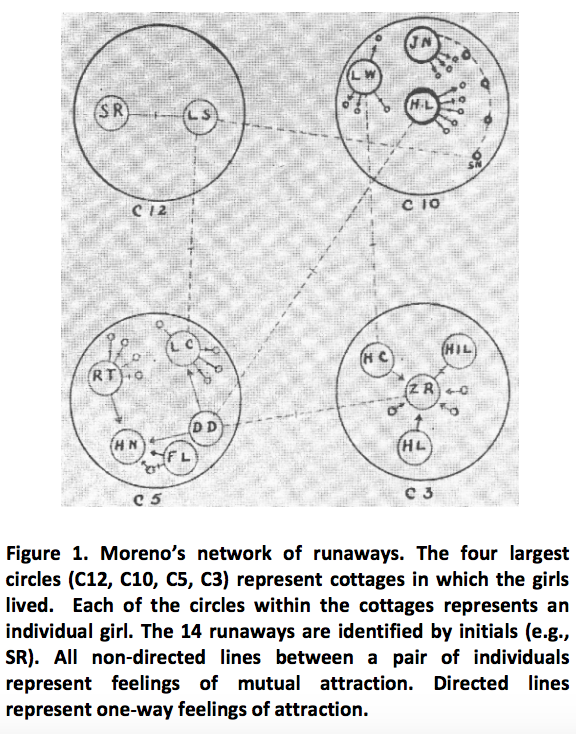 SR
LS
C 12
JN
LW
HL
SN
C 10
RT
LC
HN
DD
FL
C 5
HC
HIL
ZR
HL
C 3
Figure 1. Moreno's network of runaways. The four largest
circles (C12, C10, C5, C3) represent cottages in which the girls
lived. Each of the circles within the cottages represents an
individual girl. The 14 runaways are identified by initials (e.g.,
SR). All non-directed lines between a pair of individuals
represent feelings of mutual attraction. Directed lines
represent one-way feelings of attraction.